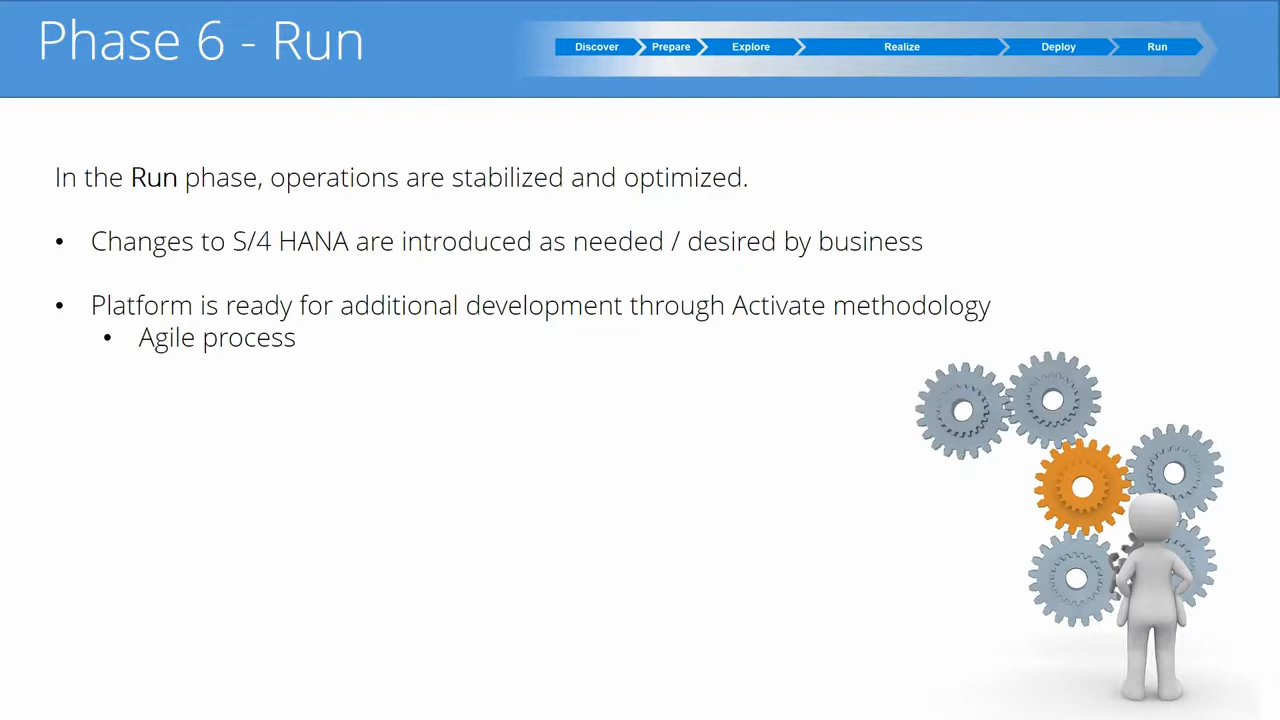 Phase 6 - Run
Discover
Prepare
Explore
Realize
Deploy
Run
In the Run phase, operations are stabilized and optimized.
• Changes to S/4 HANA are introduced as needed / desired by business
• Platform is ready for additional development through Activate methodology
• Agile process